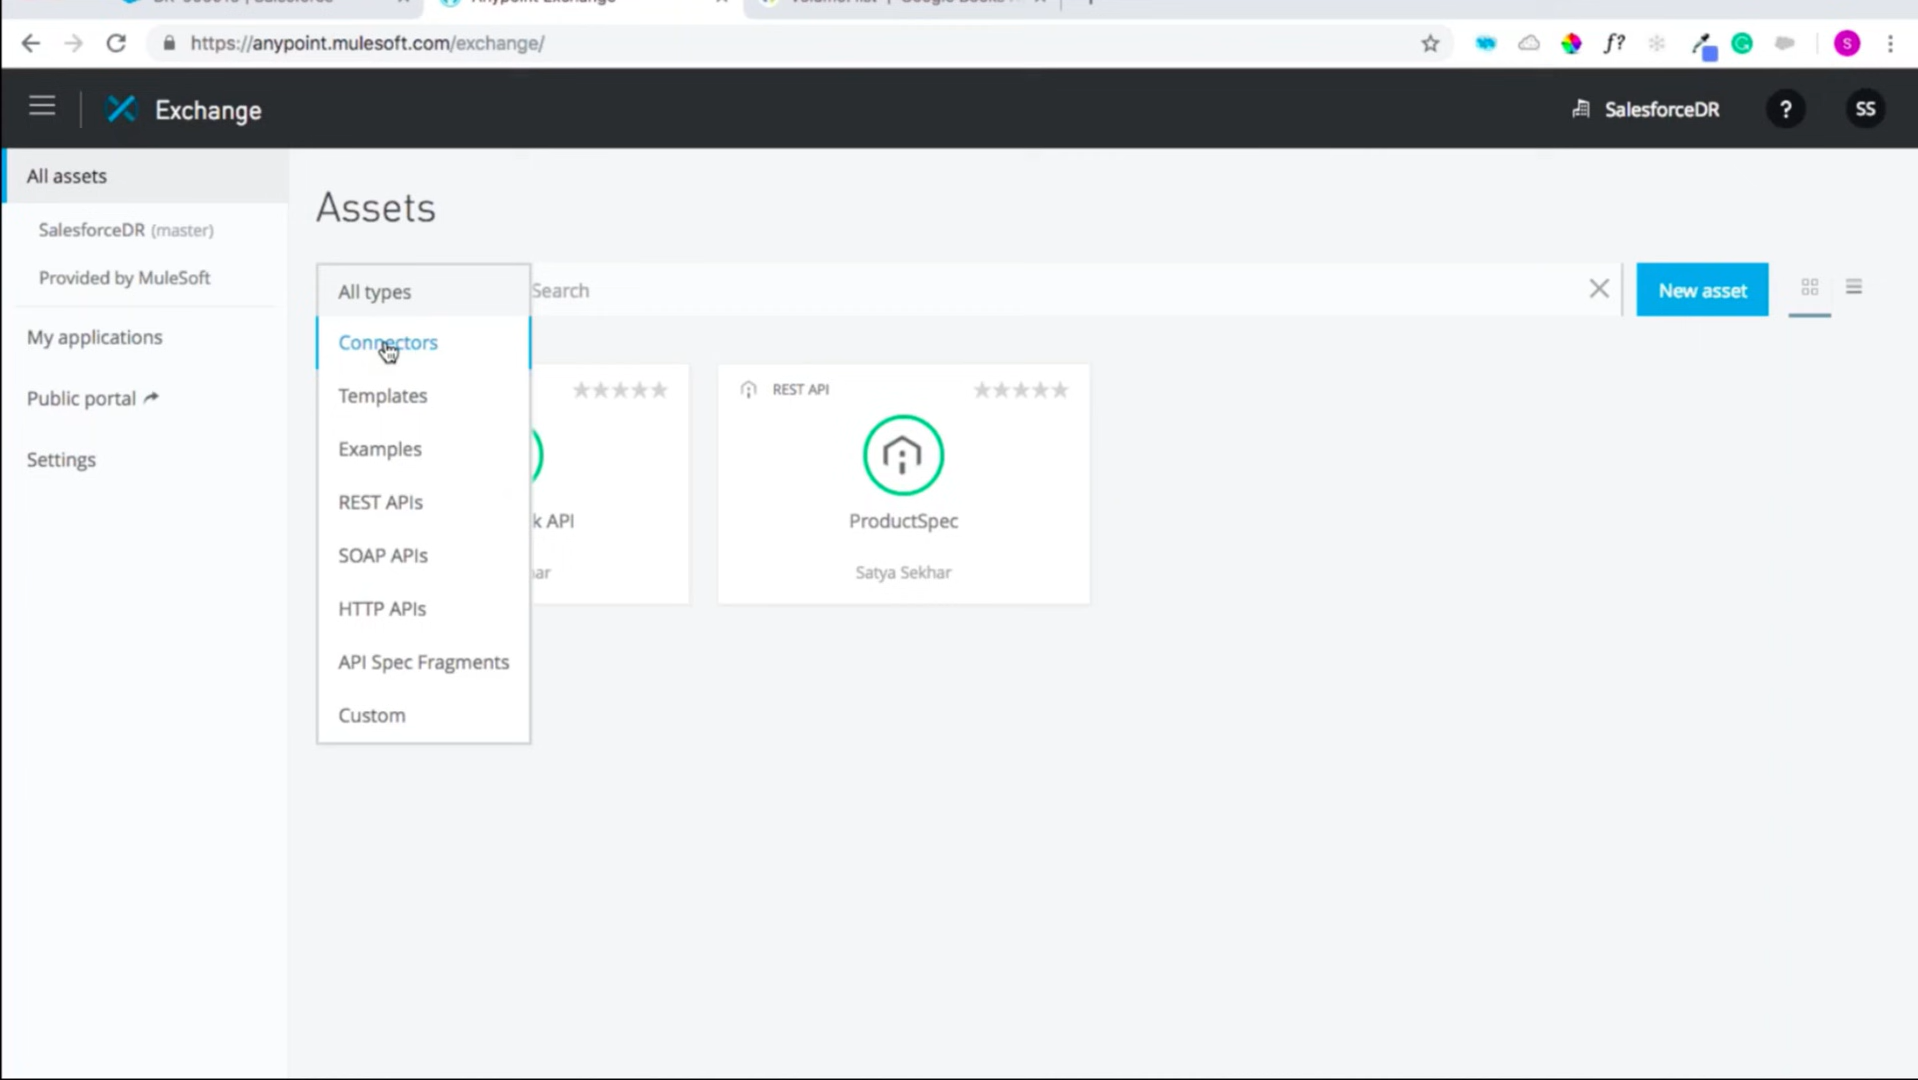 https://anypoint.mulesoft.com/exchange/
f?
S
Exchange
SalesforceDR
?
SS
All assets
SalesforceDR (master)
Provided by MuleSoft
My applications
Public portal
Settings
Assets
All types
Search
New asset
Connectors
Templates
Examples
REST APIs
SOAP APIs
HTTP APIs
API Spec Fragments
Custom
k API
REST API
ProductSpec
Satya Sekhar